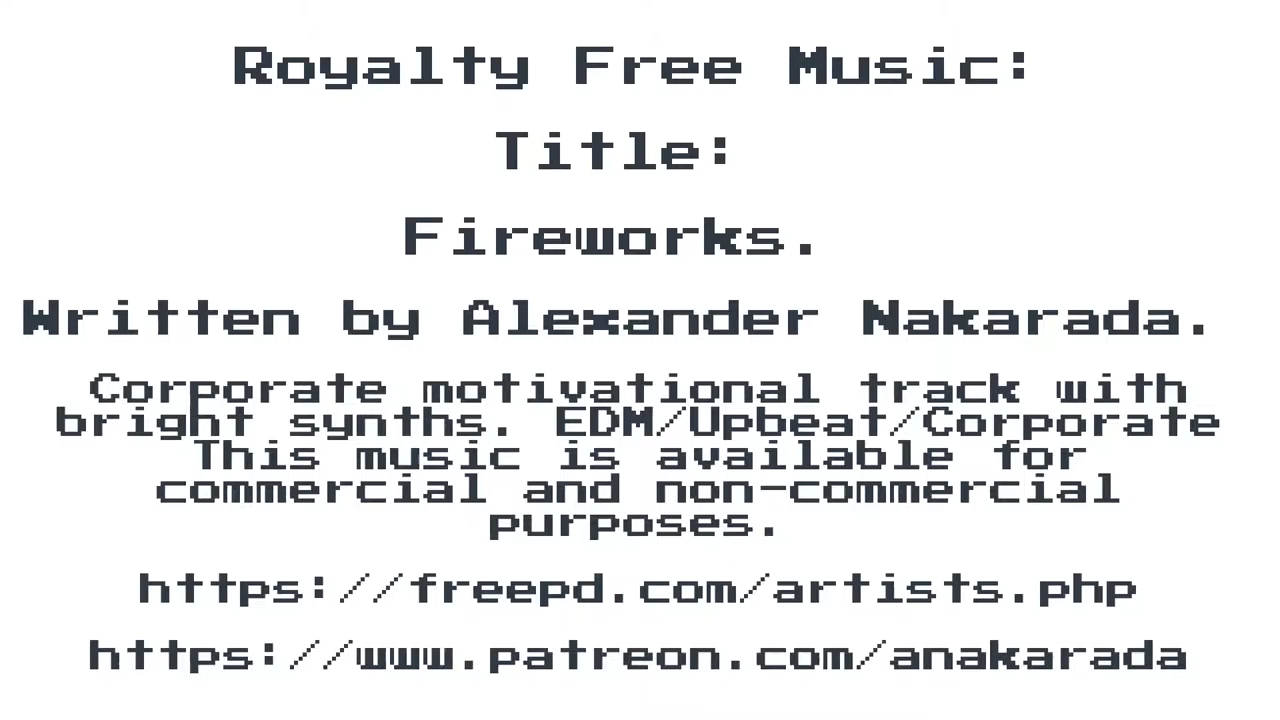 Royalty Free Music:
Title:
Fireworks.
Written by Alexander Nakarada.
Corporate motivational track with
bright synths. EDM/Upbeat/Corporate
This music is available for
commercial and non-commercial
purposes.
https://freepd.com/artists.php
https://www.patreon.com/anakarada